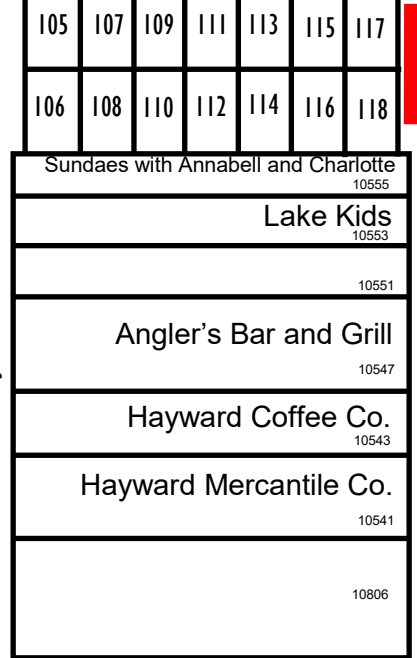 105 107 109 111 113 115 117
106 108 110 112 114 116 118
Sundaes with Annabell and Charlotte
10555
Lake Kids
10553
10551
Angler's Bar and Grill
10547
Hayward Coffee Co.
10543
Hayward Mercantile Co.
10541
10806